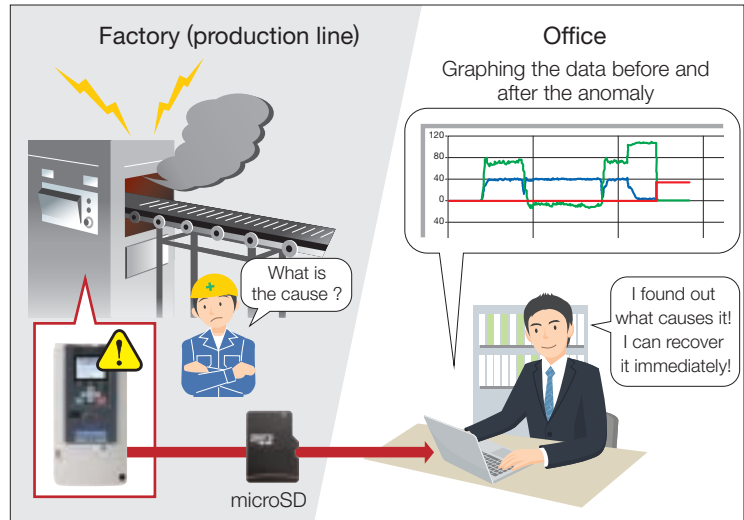 Factory (production line)
Office
Graphing the data before and
after the anomaly
120
80
40
0
40
What is
the cause ?
I found out
what causes it!
I can recover
it immediately!
microSD